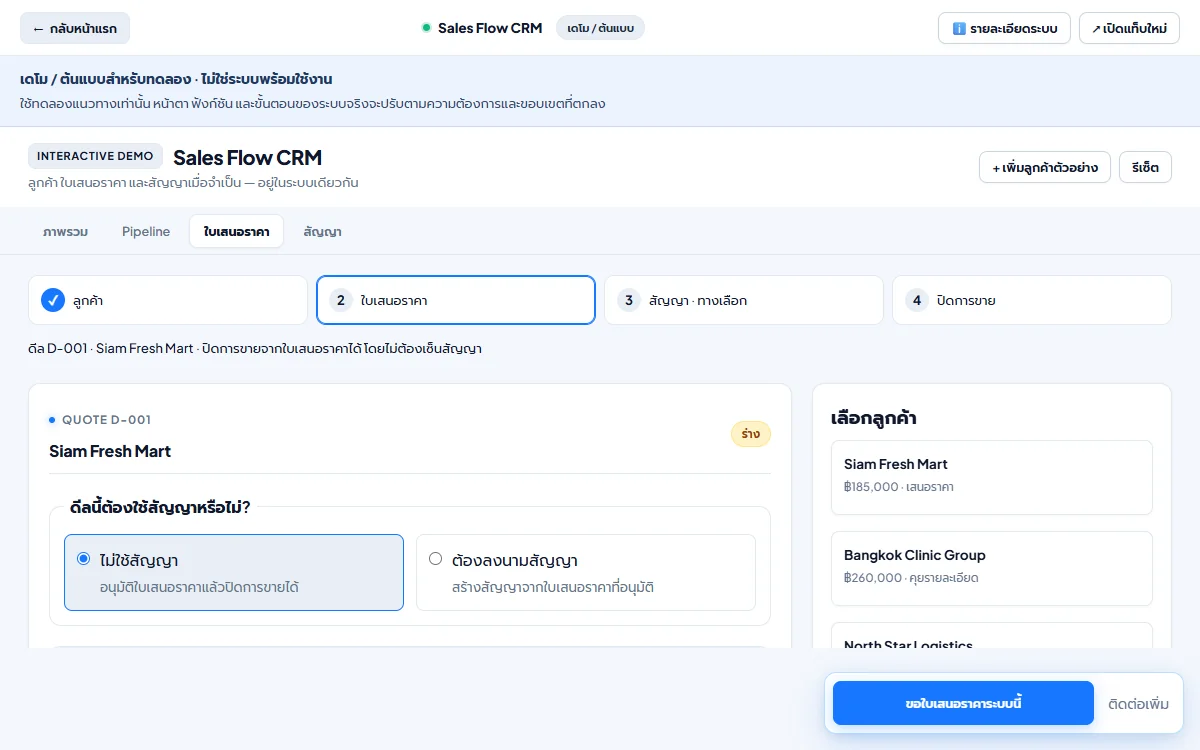 ← กลับหน้าแรก
Sales Flow CRM
เดโม / ต้นแบบ
รายละเอียดระบบ
↗ เปิดแท็บใหม่
เดโม / ต้นแบบสำหรับทดลอง · ไม่ใช่ระบบพร้อมใช้งาน
ใช้ทดลองแนวทางเท่านั้น หน้าตา ฟังก์ชัน และขั้นตอนของระบบจริงจะปรับตามความต้องการและขอบเขตที่ตกลง
INTERACTIVE DEMO
Sales Flow CRM
ลูกค้า ใบเสนอราคา และสัญญาเมื่อจำเป็น — อยู่ในระบบเดียวกัน
+ เพิ่มลูกค้าตัวอย่าง
รีเซ็ต
ภาพรวม
Pipeline
ใบเสนอราคา
สัญญา
✓ ลูกค้า
2 ใบเสนอราคา
3 สัญญา · ทางเลือก
4 ปิดการขาย
ดีล D-001 · Siam Fresh Mart · ปิดการขายจากใบเสนอราคาได้ โดยไม่ต้องเซ็นสัญญา
QUOTE D-001
Siam Fresh Mart
ร่าง
ดีลนี้ต้องใช้สัญญาหรือไม่?
ไม่ใช้สัญญา
อนุมัติใบเสนอราคาแล้วปิดการขายได้
ต้องลงนามสัญญา
สร้างสัญญาจากใบเสนอราคาที่อนุมัติ
เลือกลูกค้า
Siam Fresh Mart
฿185,000 · เสนอราคา
Bangkok Clinic Group
฿260,000 · คุยรายละเอียด
North Star Logistics
ขอใบเสนอราคาระบบนี้
ติดต่อเพิ่ม